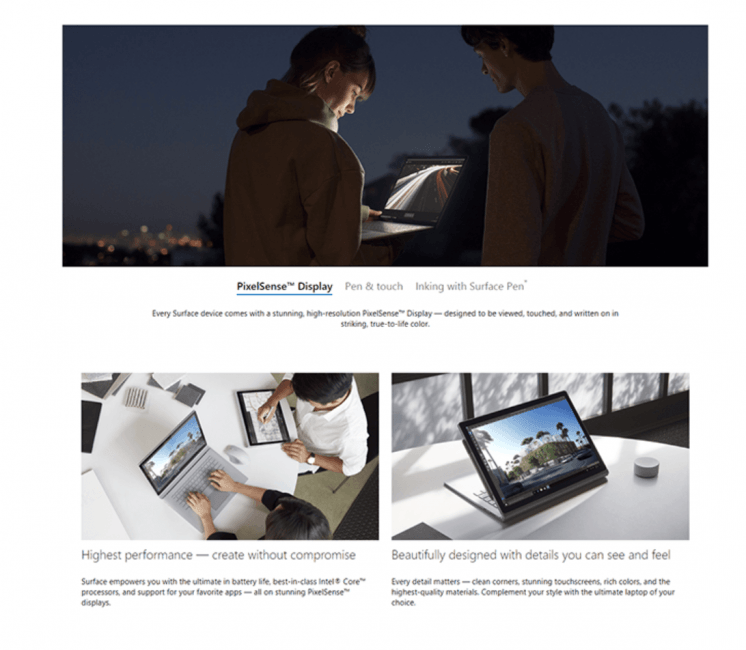 PixelSense™ Display Pen & touch Inking with Surface Pen*
Every Surface device comes with a stunning, high-resolution PixelSense™ Display — designed to be viewed, touched, and written on in
striking, true-to-life color.
Highest performance — create without compromise
Surface empowers you with the ultimate in battery life, best-in-class Intel® Core™
processors, and support for your favorite apps — all on stunning PixelSense™
displays.
Beautifully designed with details you can see and feel
Every detail matters — clean corners, stunning touchscreens, rich colors, and the
highest-quality materials. Complement your style with the ultimate laptop of your
choice.